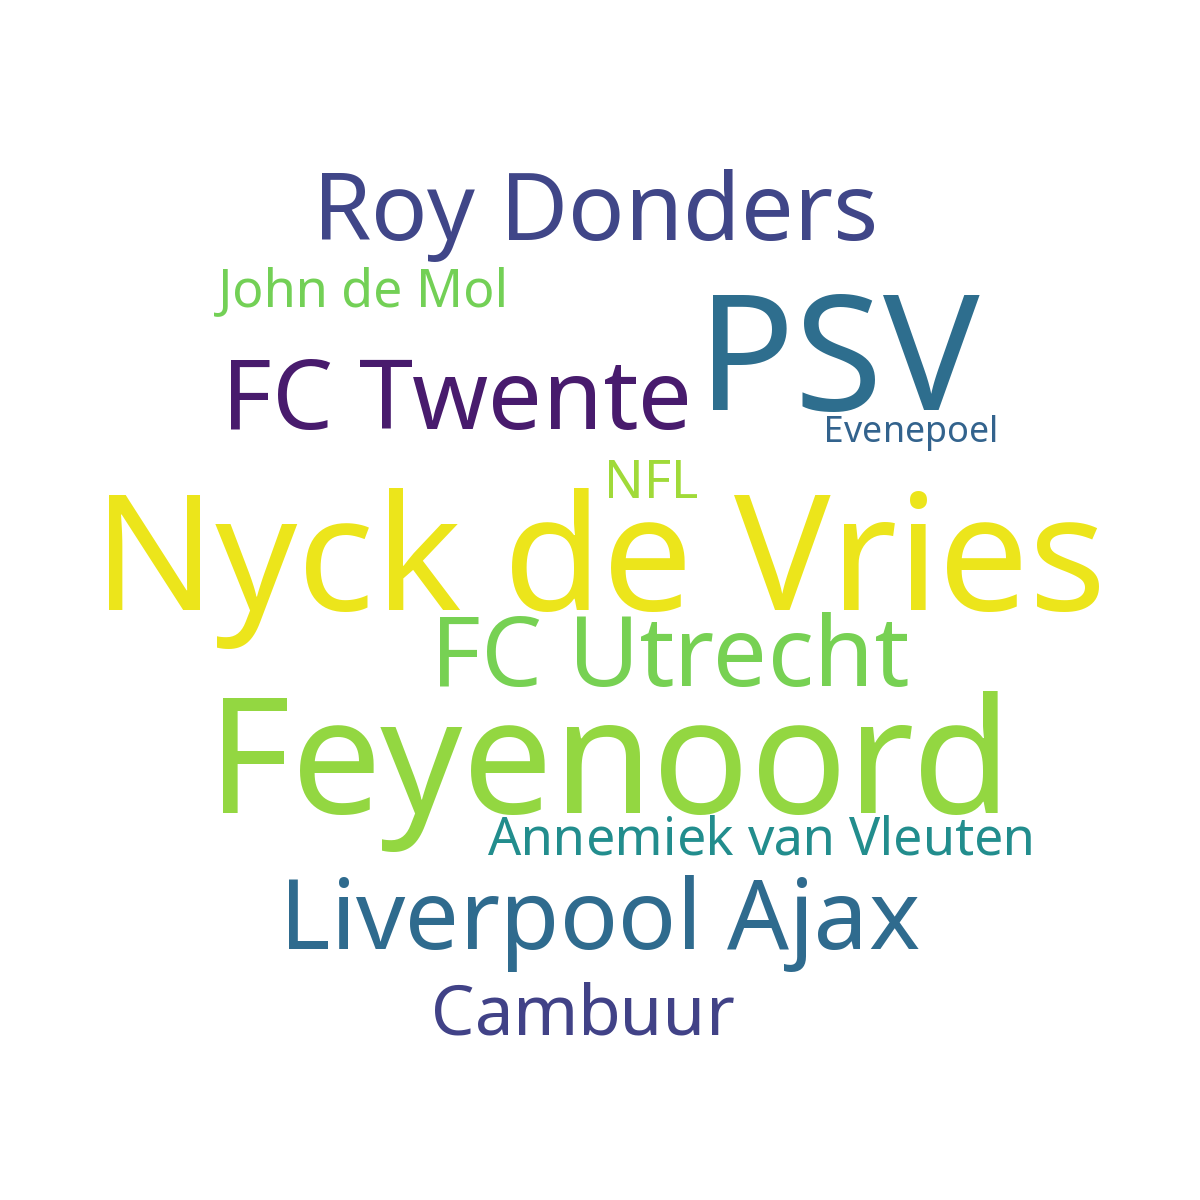 Roy Donders
John de Mol
PSV
FC Twente
Evenepoel
NFL
Nyck de Vries
FC Utrecht
Feyenoord
Annemiek van Vleuten
Liverpool Ajax
Cambuur